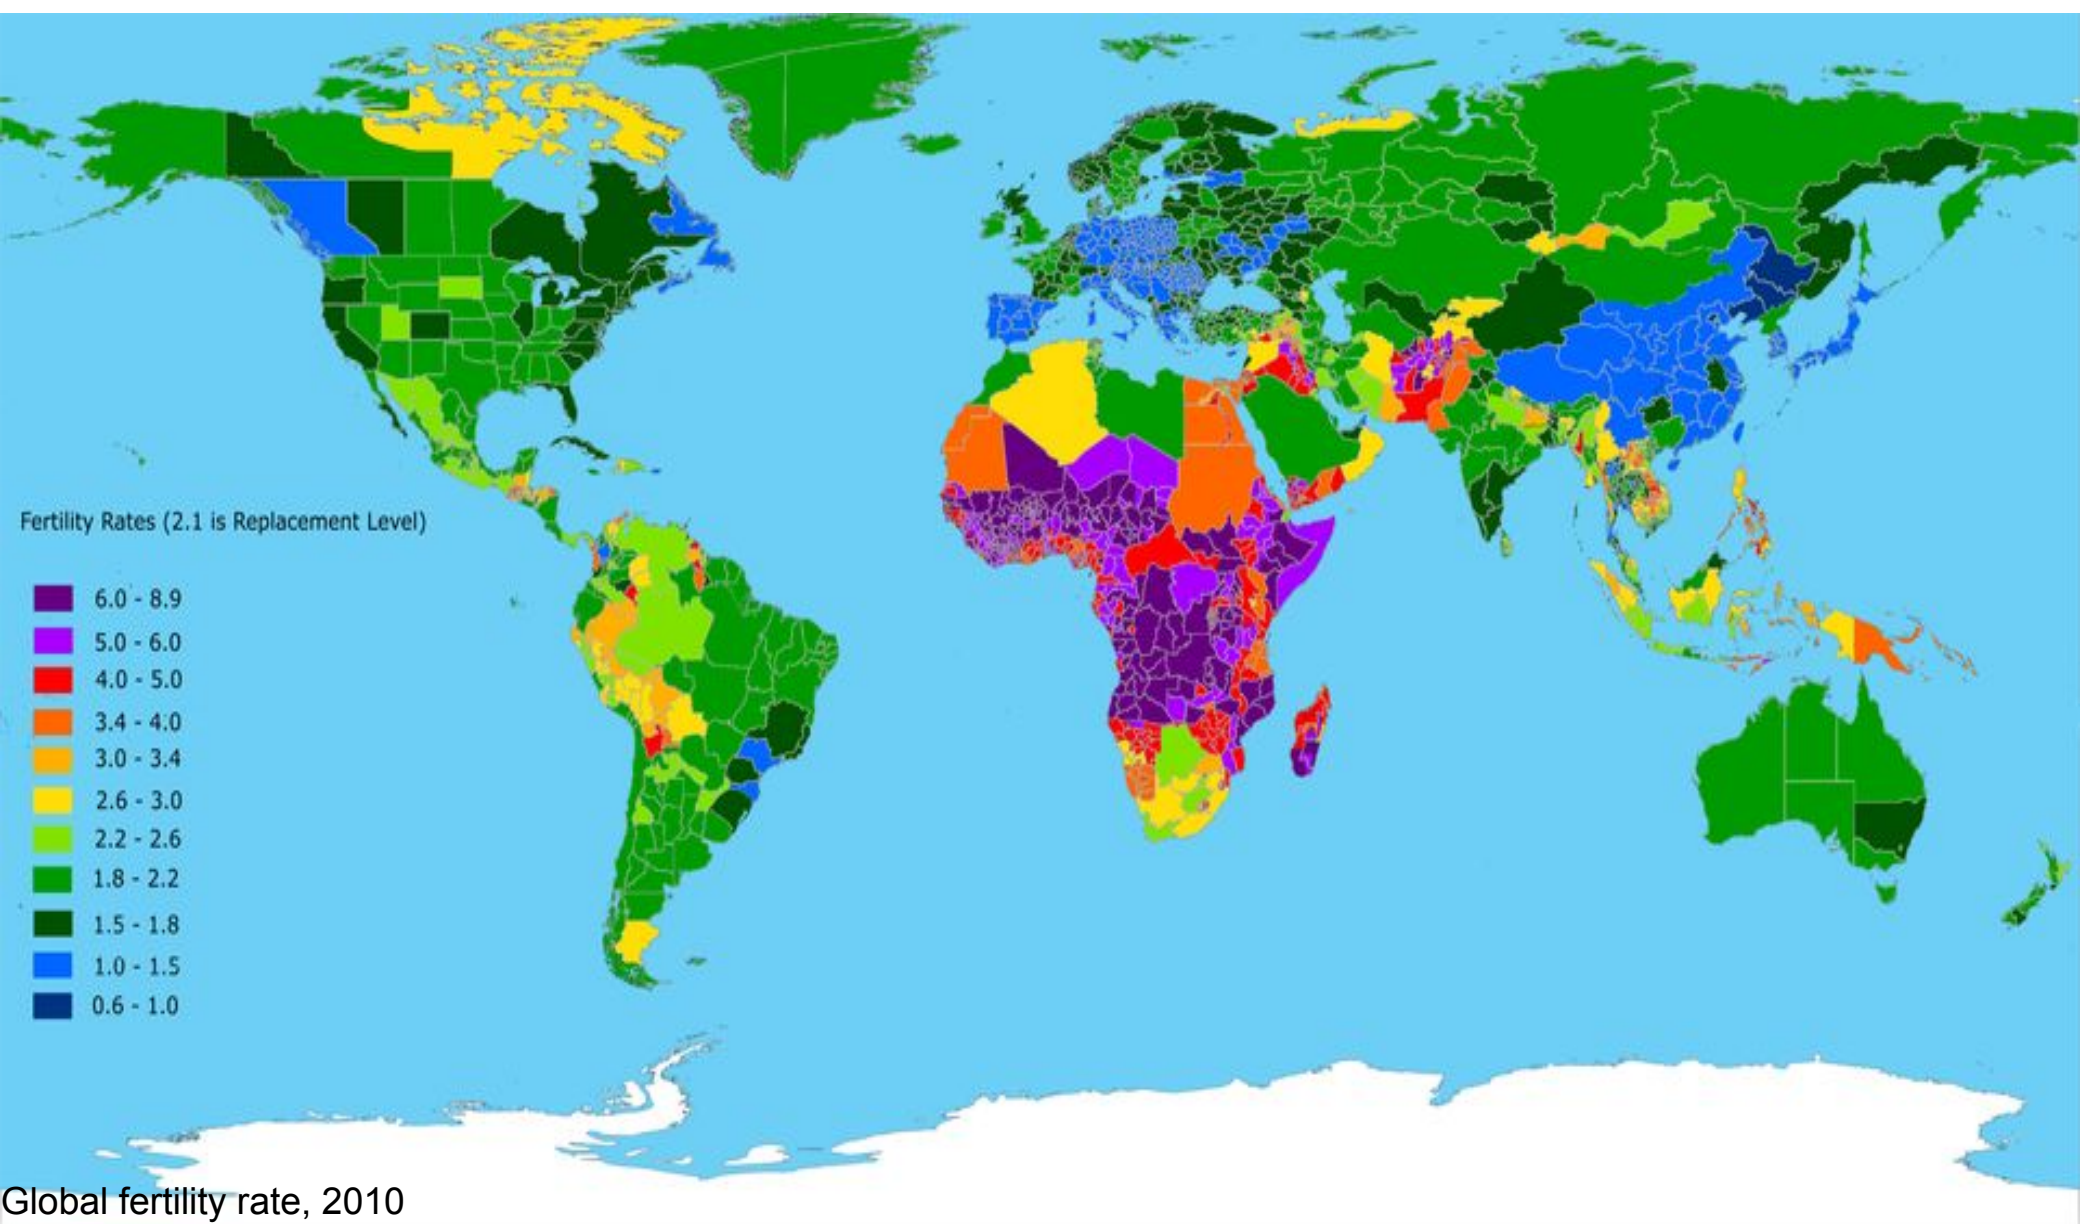 Fertility Rates (2.1 is Replacement Level)
6.0 - 8.9
5.0 - 6.0
4.0 - 5.0
3.4 - 4.0
3.0 - 3.4
2.6 - 3.0
2.2 - 2.6
1.8 - 2.2
1.5 - 1.8
1.0 - 1.5
0.6 - 1.0
Global fertility rate, 2010